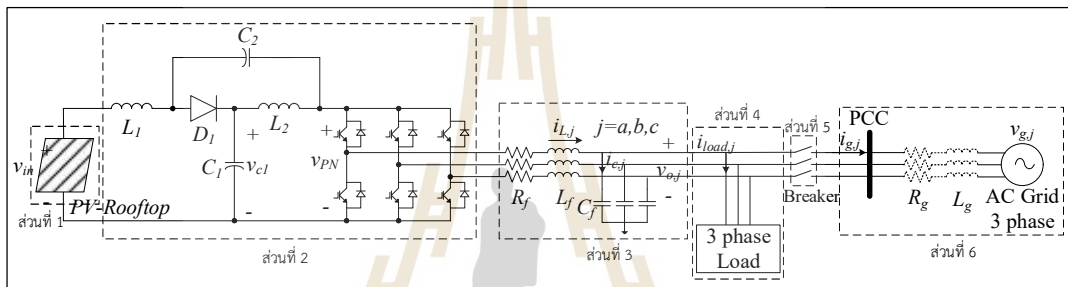 C2
L1
D1
L2
C1
+
vc1
-
+
vPN
-
vin
+
-
PV-Rooftop
ส่วนที่ 1
ส่วนที่ 2
iL,j
j=a,b,c
ic,j
+
vo,j
-
Rf
Lf
Cf
ส่วนที่ 3
ส่วนที่ 4
iload,j
3 phase
Load
ส่วนที่ 5
Breaker
PCC
ig,j
vg,j
Rg
Lg
AC Grid
3 phase
ส่วนที่ 6